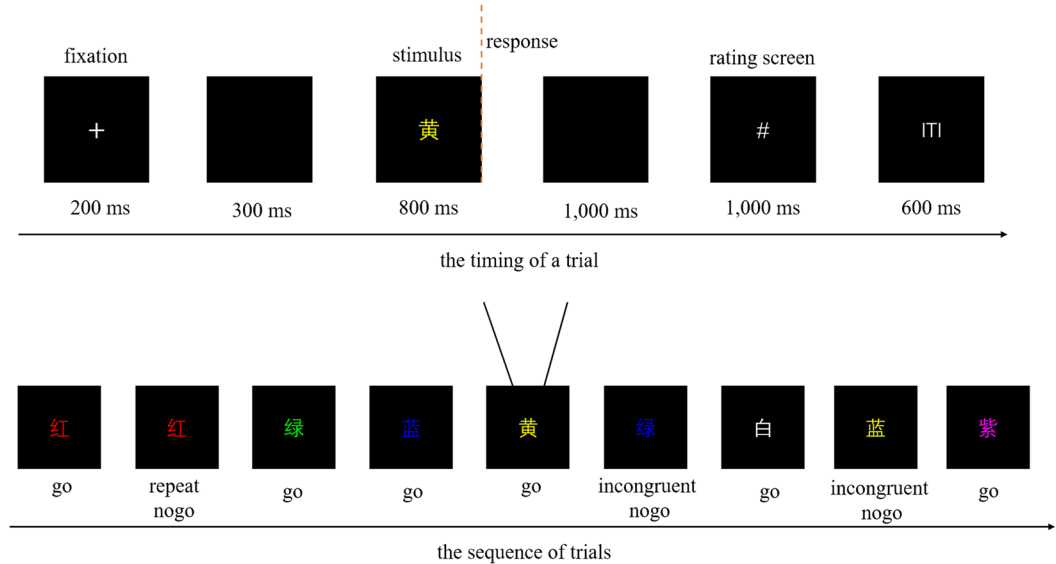 fixation
stimulus
response
rating screen
+
黄
#
ITI
200 ms
300 ms
800 ms
1,000 ms
1,000 ms
600 ms
the timing of a trial
红
红
绿
蓝
黄
绿
白
蓝
紫
go
repeat
nogo
go
go
go
incongruent
nogo
go
incongruent
nogo
go
the sequence of trials